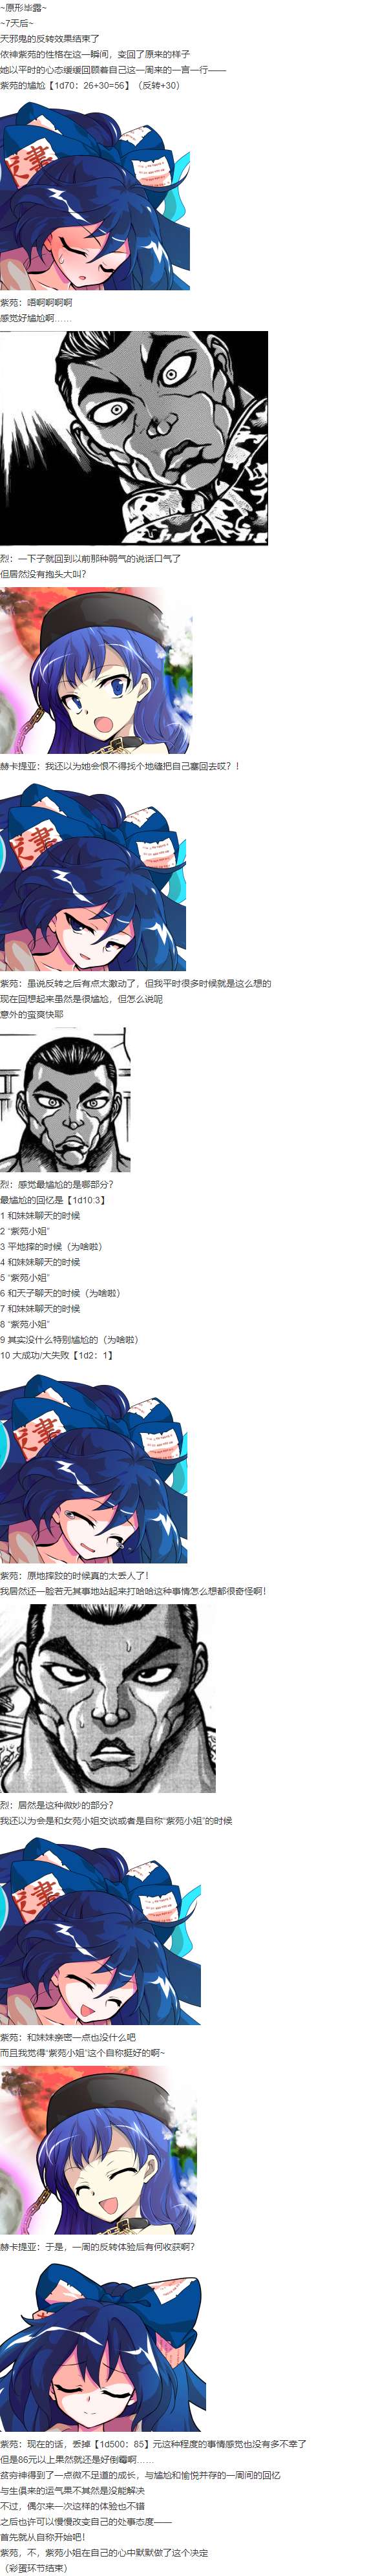 ~原形毕露~
~7天后~
天邪鬼的反转效果结束了
依神紫苑的性格在这一瞬间，变回了原来的样子
她以平时的心态缓缓回顾着自己这一周来的一言一行——
紫苑的尴尬【1d70：26+30=56】（反转+30）
紫苑：唔啊啊啊啊
感觉好尴尬啊……
烈：一下子就回到以前那种弱气的说话口气了
但居然没有抱头大叫？
赫卡提亚：我还以为她会恨不得找个地缝把自己塞回去哎？！
紫苑：虽说反转之后有点太激动了，但我平时很多时候就是这么想的
现在回想起来虽然是很尴尬，但怎么说呢
意外的蛮爽快耶
烈：感觉最尴尬的是哪部分？
最尴尬的回忆是【1d10:3】
1 和妹妹聊天的时候
2 “紫苑小姐”
3 平地摔的时候（为啥啦）
4 和妹妹聊天的时候
5 “紫苑小姐”
6 和天子聊天的时候（为啥啦）
7 和妹妹聊天的时候
8 “紫苑小姐”
9 其实没什么特别尴尬的（为啥啦）
10 大成功/大失败【1d2：1】
紫苑：原地摔跤的时候真的太丢人了！
我居然还一脸若无其事地站起来打哈哈这种事情怎么想都很奇怪啊！
烈：居然是这种微妙的部分？
我还以为会是和女苑小姐交谈或者是自称“紫苑小姐”的时候
紫苑：和妹妹亲密一点也没什么吧
而且我觉得“紫苑小姐”这个自称挺好的啊~
赫卡提亚：于是，一周的反转体验后有何收获啊？
紫苑：现在的话，丢掉【1d500：85】元这种程度的事情感觉也没有多不幸了
但是86元以上果然就还是好倒霉啊……
贫穷神得到了一点微不足道的成长，与尴尬和愉悦并存的一周间的回忆
与生俱来的运气果不其然是没能解决
不过，偶尔来一次这样的体验也不错
之后也许可以慢慢改变自己的处事态度——
首先就从自称开始吧！
紫苑，不，紫苑小姐在自己的心中默默做了这个决定
（彩蛋环节结束）